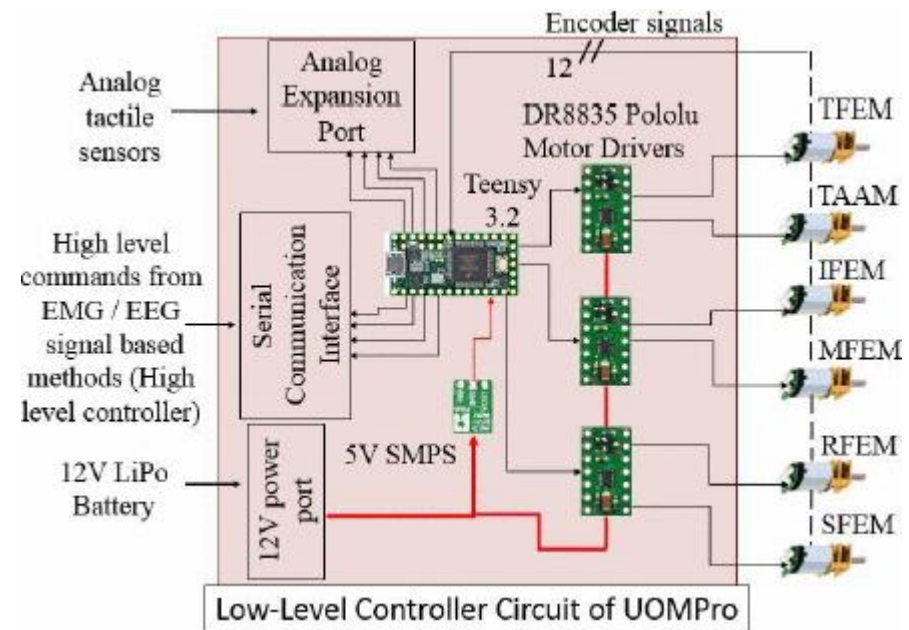 Encoder signals
12
Analog
Expansion
Port
Analog
tactile
sensors
DR8835 Pololu
Motor Drivers
Teensy
3.2
TFEM
TAAM
IFEM
MFEM
RFEM
SFEM
High level
commands from
EMG / EEG
signal based
methods (High
level controller)
Serial
Communication
Interface
5V SMPS
12V LiPo
Battery
12V power
port
Low-Level Controller Circuit of UOMPro